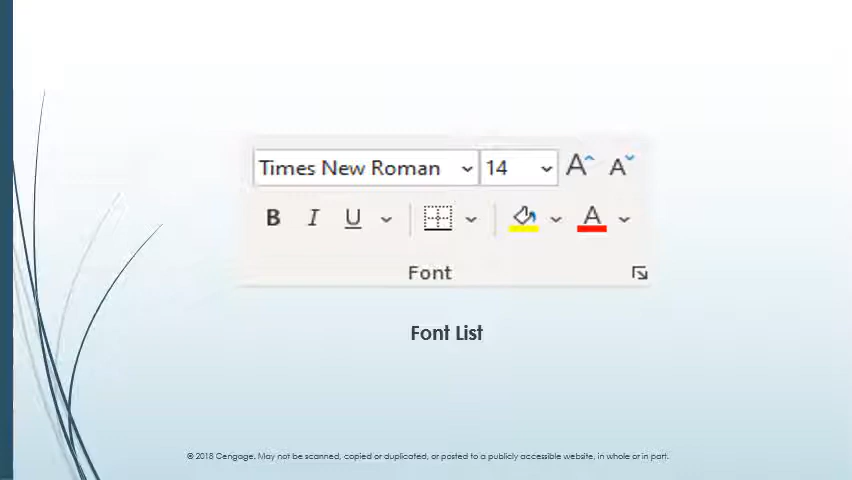 Times New Roman 14 A A
B I U A
Font
Font List
© 2018 Cengage. May not be scanned, copied or duplicated, or posted to a publicly accessible website, in whole or in part.